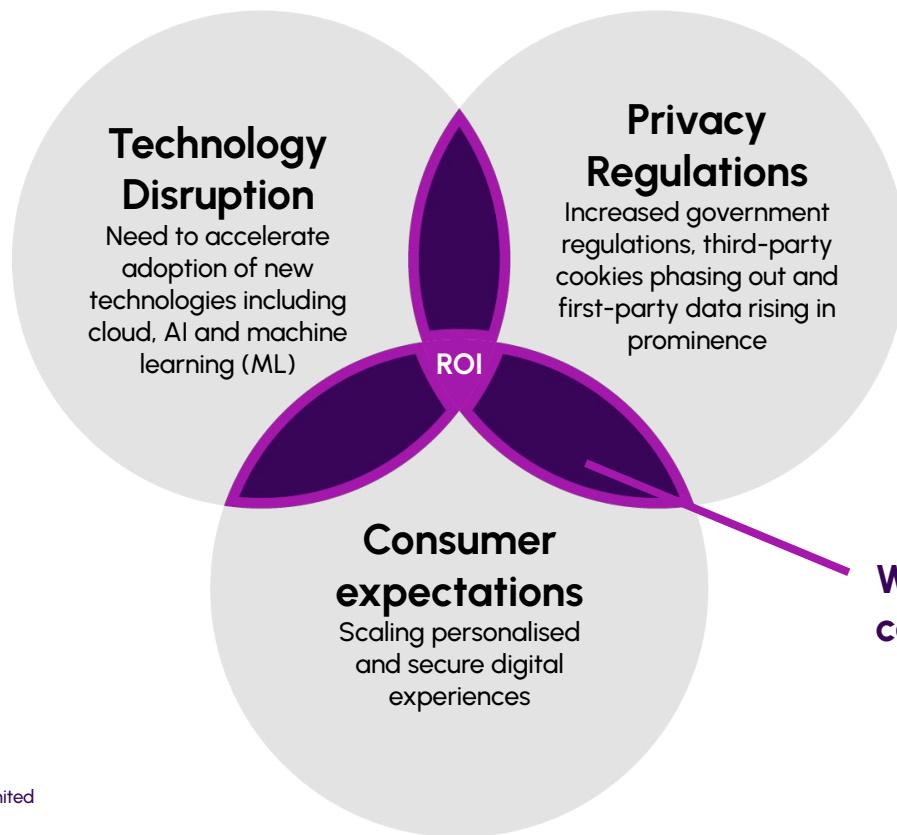 Technology
Disruption
Need to accelerate
adoption of new
technologies including
cloud, AI and machine
learning (ML)
Privacy
Regulations
Increased government
regulations, third-party
cookies phasing out and
first-party data rising in
prominence
ROI
Consumer
expectations
Scaling personalised
and secure digital
experiences